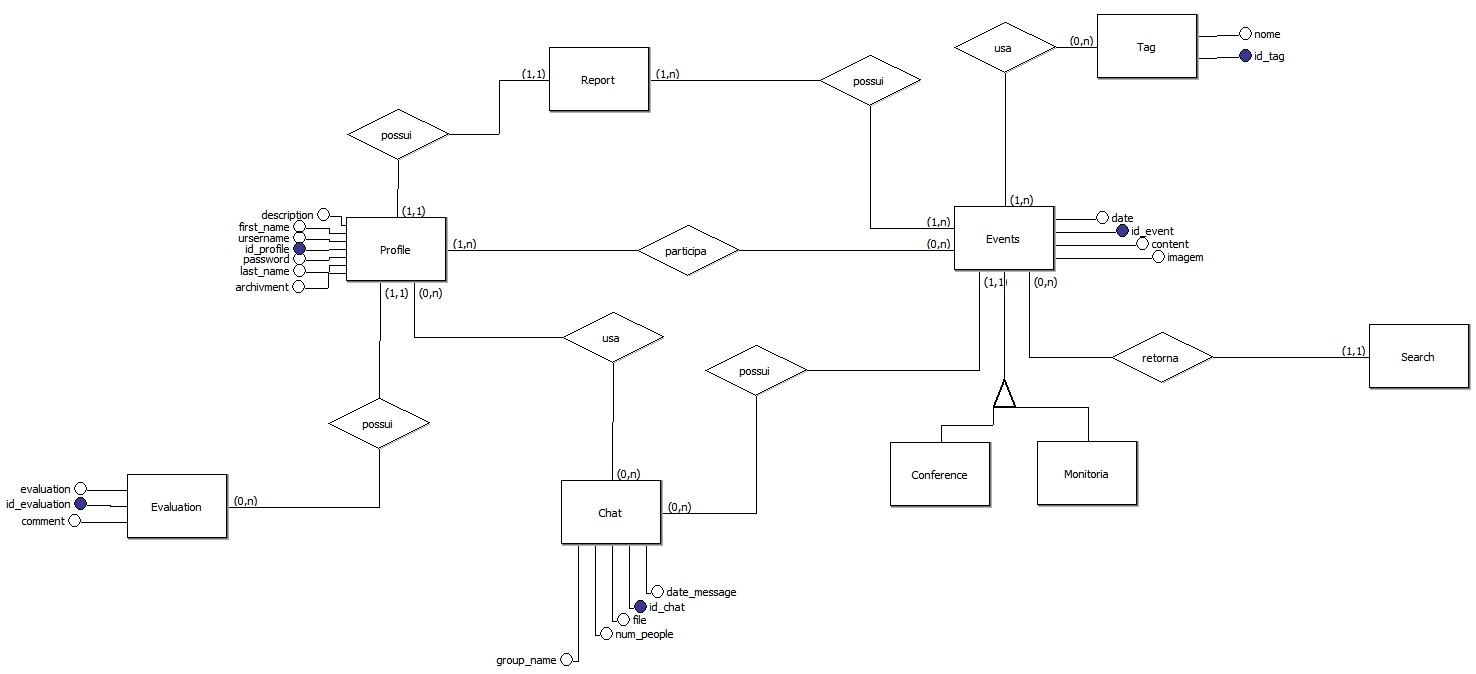 usa
(0,n)
Tag
nome
id_tag
(1,1)
Report
(1,n)
possui
possui
(1,n)
(1,1)
description
first_name
ursername
id_profile
password
last_name
archivment
Profile
(1,n)
participa
(1,n)
(0,n)
Events
date
id_event
content
imagem
(1,1)
(0,n)
(1,1)
(0,n)
usa
possui
retorna
(1,1)
Search
possui
Conference
Monitoria
evaluation
id_evaluation
comment
Evaluation
(0,n)
(0,n)
Chat
(0,n)
date_message
id_chat
file
num_people
group_name